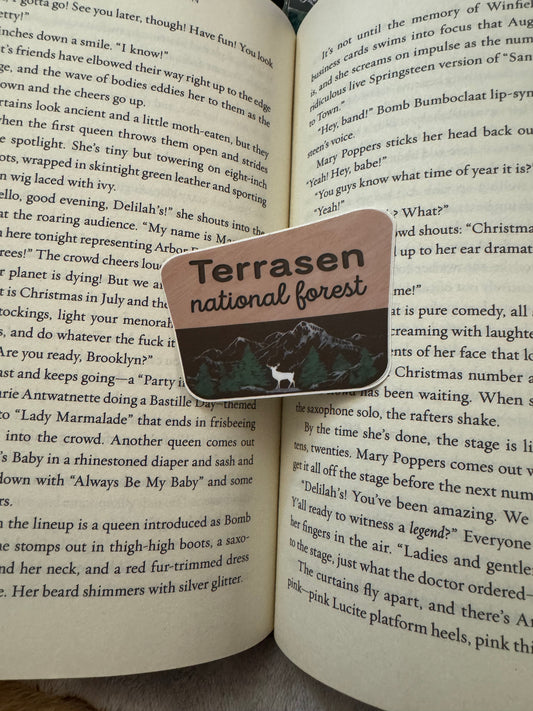 gotta go! See you later, though! Have fun! You look
pretty!"
inches down a smile. "I know!"
t's friends have elbowed their way right up to the edge
ge, and the wave of bodies eddies her to them as the
down and the cheers go up.
rtains look ancient and a little moth-eaten, but they
when the first queen throws them open and strides
e spotlight. She's tiny but towering on eight-inch
ots, wrapped in skintight green leather and sporting
n wig laced with ivy.
ello, good evening, Delilah's!" she shouts into the
at the roaring audience. "My name is Ma
here tonight representing Arbor
rees!" The crowd cheers lou
r planet is dying! But we ar
t is Christmas in July and the
tockings, light your menorah
, and do whatever the fuck it
Are you ready, Brooklyn?"
ast and keeps going—a "Party i
rie Antwatnette doing a Bastille Day–themed
to "Lady Marmalade" that ends in frisbeeing
into the crowd. Another queen comes out
's Baby in a rhinestoned diaper and sash and
down with "Always Be My Baby" and some
rs.
n the lineup is a queen introduced as Bomb
he stomps out in thigh-high boots, a saxo-
nd her neck, and a red fur-trimmed dress
e. Her beard shimmers with silver glitter.
Terrasen
national forest
It's not until the memory of Winfiel
business cards swims into focus that Aug
is, and she screams on impulse as the num
ridiculous live Springsteen version of "San
to Town."
"Hey, band!" Bomb Bumboclaat lip-syn
steen's voice.
Mary Poppers sticks her head back ou
"Yeah! Hey, babe!"
"You guys know what time of year it is?"
"Yeah!"
? What?"
owd shouts: "Christmas
up to her ear dramat
me!"
at is pure comedy, all
screaming with laughte
nts of her face that lo
Christmas number a
has been waiting. When s
the saxophone solo, the rafters shake.
By the time she's done, the stage is li
tens, twenties. Mary Poppers comes out w
get it all off the stage before the next num
"Delilah's! You've been amazing. We
Y'all ready to witness a legend?" Everyone
her fingers in the air. "Ladies and gentle
to the stage, just what the doctor ordered—
The curtains fly apart, and there's An
pink—pink Lucite platform heels, pink thi